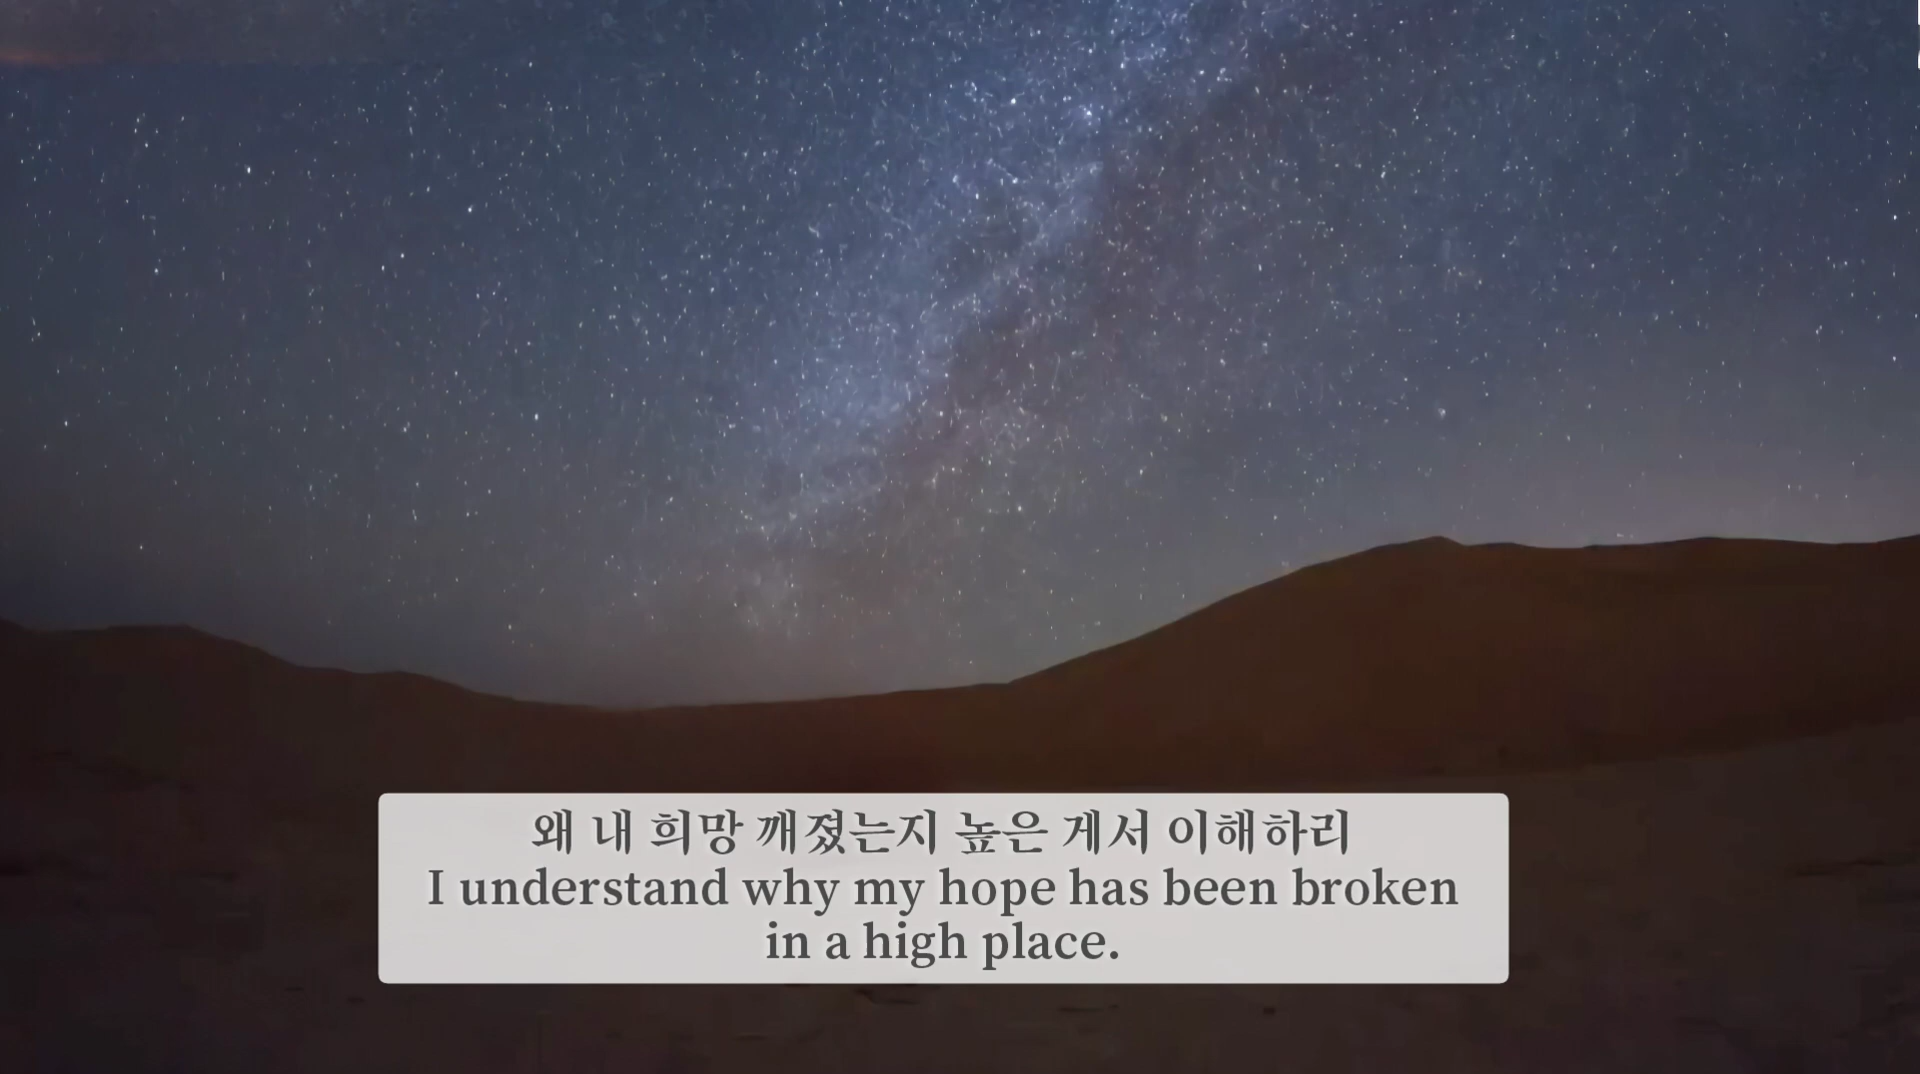 왜 내 희망 깨졌는지 높은 게서 이해하리
I understand why my hope has been broken
in a high place.